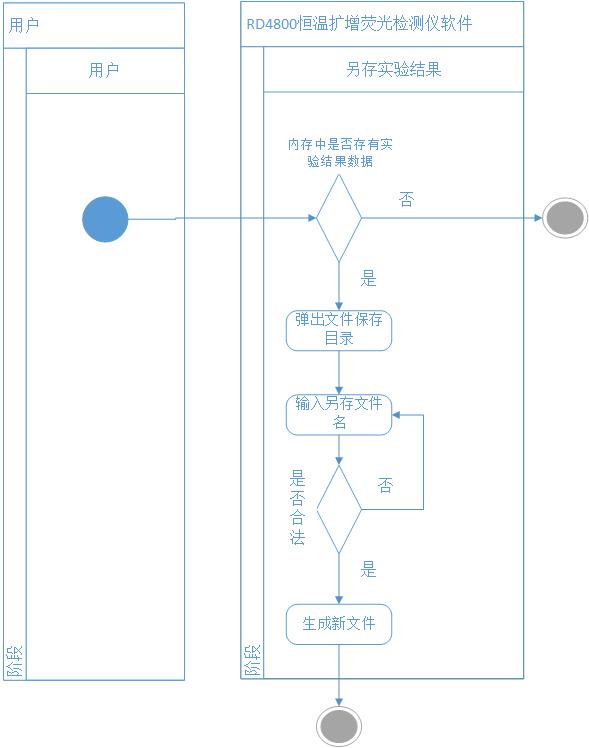 用户
RD4800恒温扩增荧光检测仪软件
用户
另存实验结果
内存中是否存有实
验结果数据
否
是
弹出文件保存
目录
输入另存文件
名
是否合法
否
是
生成新文件
阶段
阶段